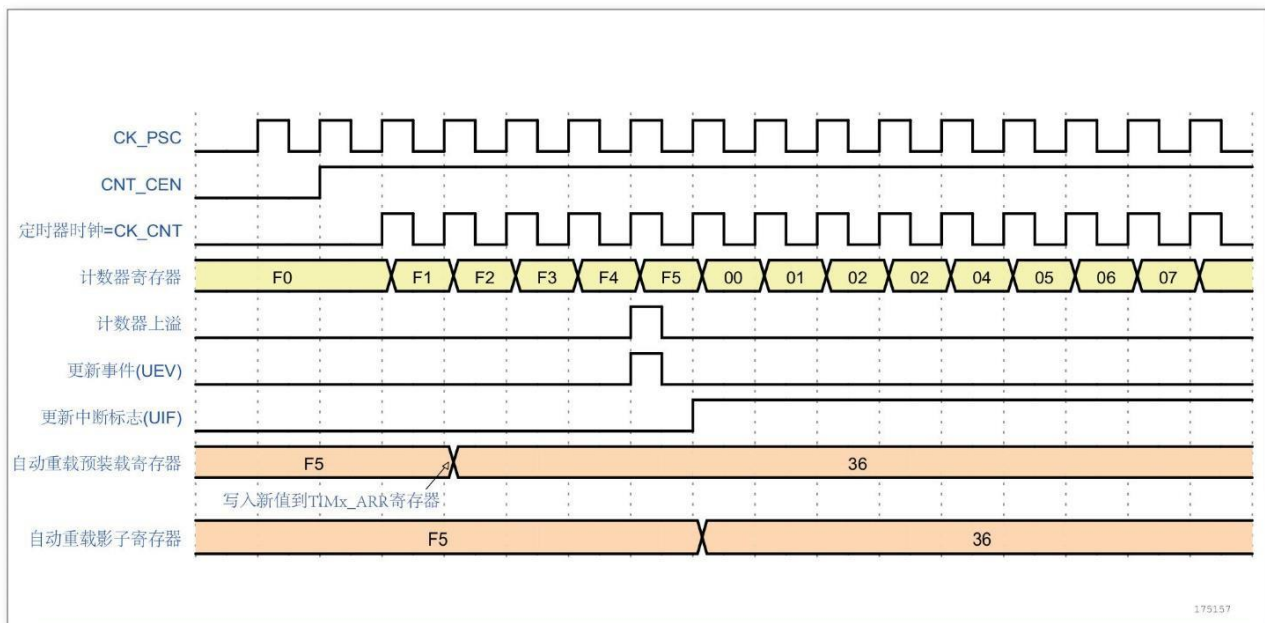 CK_PSC
CNT_CEN
定时器时钟=CK_CNT
计数器寄存器 F0 F1 F2 F3 F4 F5 00 01 02 02 04 05 06 07
计数器上溢
更新事件(UEV)
更新中断标志(UIF)
自动重载预装载寄存器 F5 36
写入新值到TIMx_ARR寄存器
自动重载影子寄存器 F5 36
175157